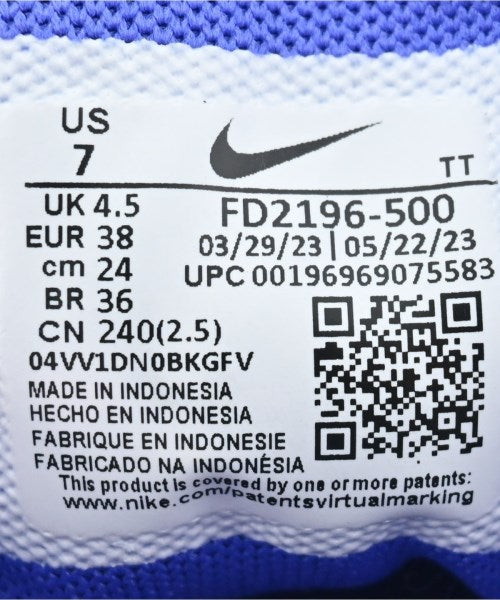 US
7
TT
UK 4.5
EUR 38
cm 24
BR 36
CN 240(2.5)
FD2196-500
03/29/23 | 05/22/23
UPC 00196969075583
04VV1DN0BKGFV
MADE IN INDONESIA
HECHO EN INDONESIA
FABRIQUE EN INDONESIE
FABRICADO NA INDONÉSIA
This product is covered by one or more patents:
www.nike.com/patentsvirtualmarking